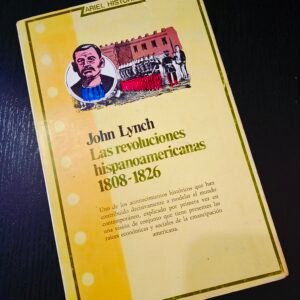 ARIEL HISTORIA
John Lynch
Las revoluciones
hispanoamericanas
1808-1826
Uno de los acontecimientos históricos que han
contribuido decisivamente a modelar el mundo
contemporáneo, explicado por primera vez en
una visión de conjunto que tiene presentes las
raíces económicas y sociales de la emancipación
americana.